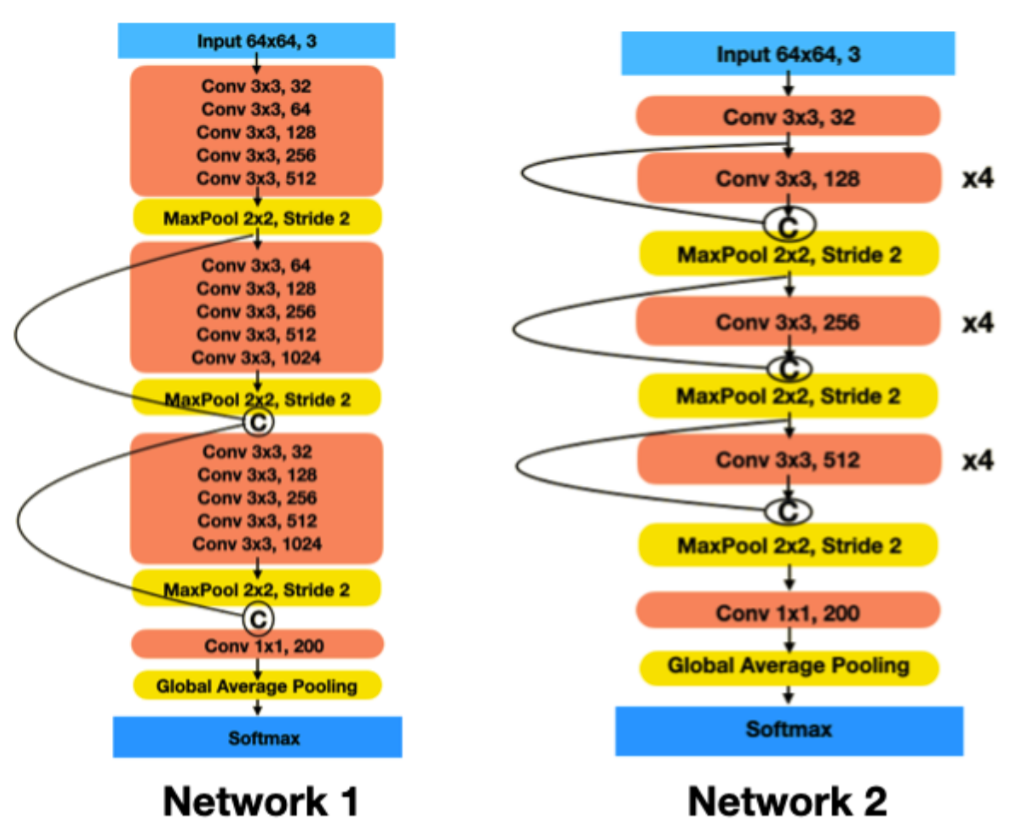 Input 64x64, 3
Conv 3x3, 32
Conv 3x3, 64
Conv 3x3, 128
Conv 3x3, 256
Conv 3x3, 512
MaxPool 2x2, Stride 2
Conv 3x3, 64
Conv 3x3, 128
Conv 3x3, 256
Conv 3x3, 512
Conv 3x3, 1024
MaxPool 2x2, Stride 2
C
Conv 3x3, 32
Conv 3x3, 128
Conv 3x3, 256
Conv 3x3, 512
Conv 3x3, 1024
MaxPool 2x2, Stride 2
C
Conv 1x1, 200
Global Average Pooling
Softmax
Network 1
Input 64x64, 3
Conv 3x3, 32
Conv 3x3, 128 x4
C
MaxPool 2x2, Stride 2
Conv 3x3, 256 x4
C
MaxPool 2x2, Stride 2
Conv 3x3, 512 x4
C
MaxPool 2x2, Stride 2
Conv 1x1, 200
Global Average Pooling
Softmax
Network 2